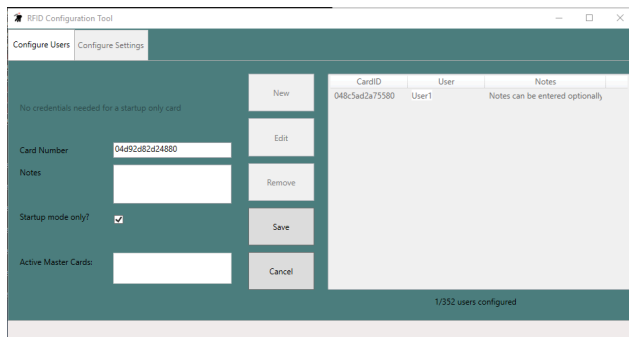 RFID Configuration Tool
Configure Users
Configure Settings
No credentials needed for a startup only card
Card Number
04d92d82d24880
Notes
Startup mode only?
Active Master Cards:
New
Edit
Remove
Save
Cancel
CardID User Notes
048c5ad2a75580 User1 Notes can be entered optionally
1/352 users configured